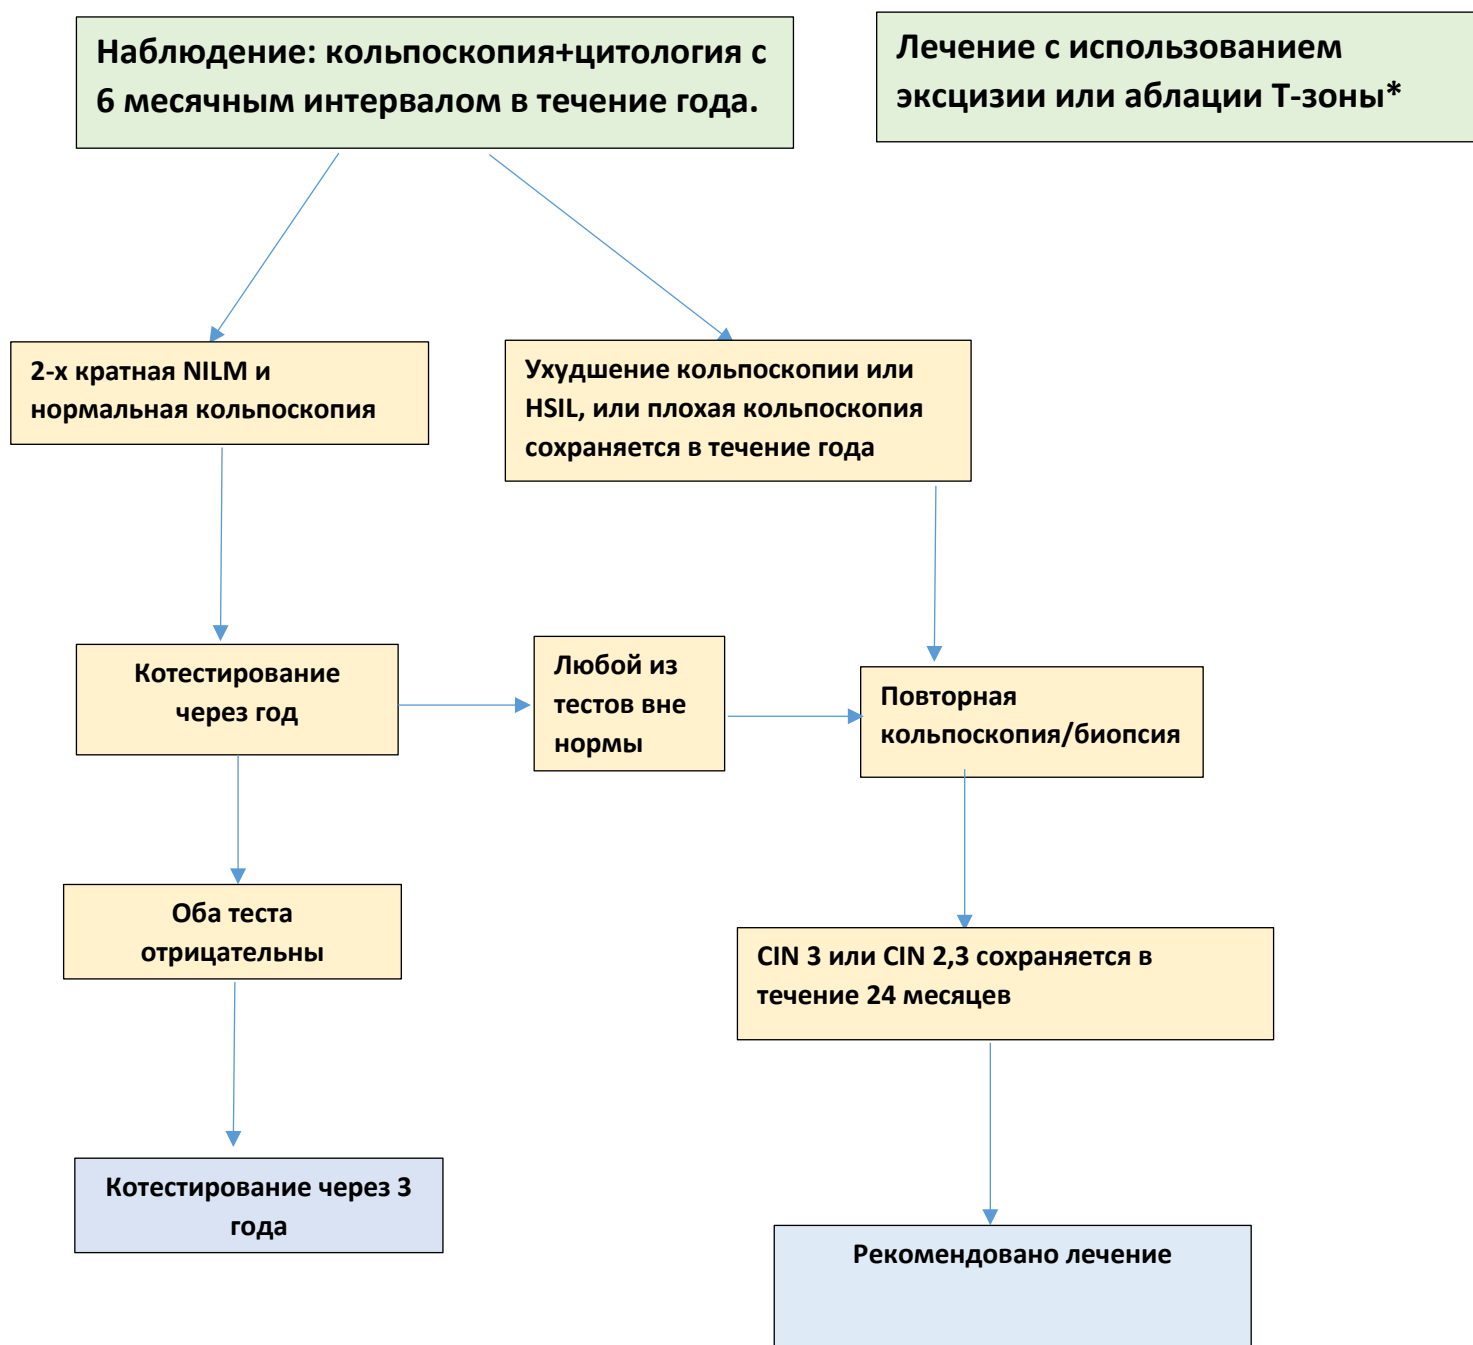 Наблюдение: кольпоскопия+цитология с
6 месячным интервалом в течение года.
Лечение с использованием
эксцизии или аблации Т-зоны*
2-х кратная NILM и
нормальная кольпоскопия
Ухудшение кольпоскопии или
HSIL, или плохая кольпоскопия
сохраняется в течение года
Котестирование
через год
Любой из
тестов вне
нормы
Повторная
кольпоскопия/биопсия
Оба теста
отрицательны
CIN 3 или CIN 2,3 сохраняется в
течение 24 месяцев
Котестирование через 3
года
Рекомендовано лечение